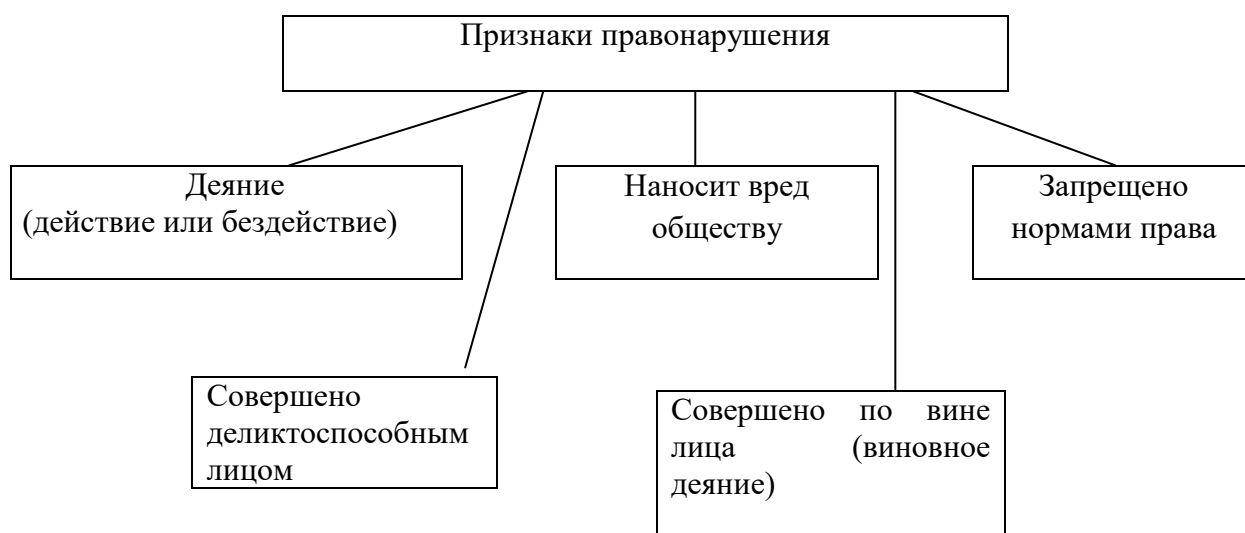 Признаки правонарушения
Деяние
(действие или бездействие)
Наносит вред
обществу
Запрещено
нормами права
Совершено
деликтоспособным
лицом
Совершено по вине
лица (виновное
деяние)